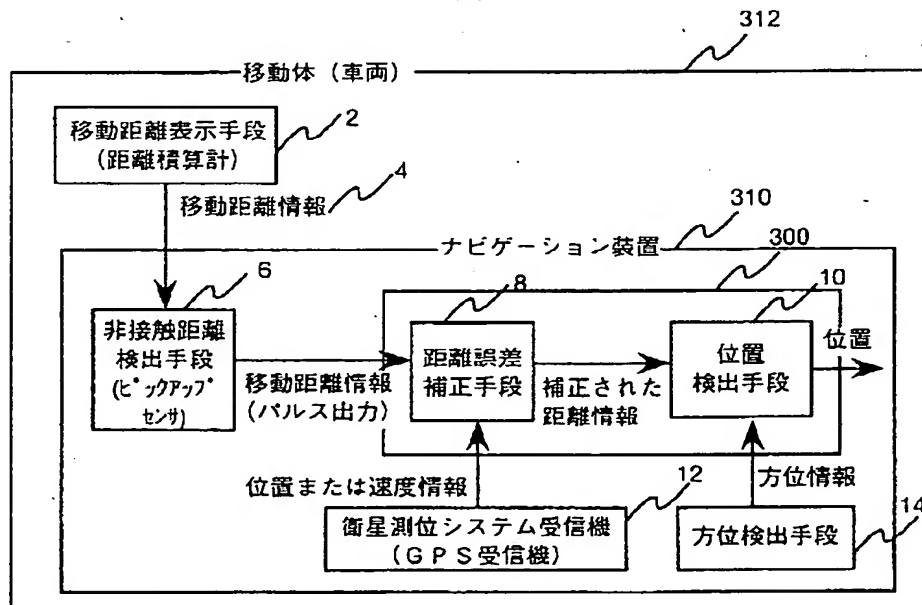 312
移動体(車両)
移動距離表示手段
(距離積算計)
2
移動距離情報
4
310
ナビゲーション装置
300
6
8
10
非接触距離
検出手段
(ピックアップ
センサ)
移動距離情報
(パルス出力)
距離誤差
補正手段
補正された
距離情報
位置
検出手段
位置
位置または速度情報
12
方位情報
衛星測位システム受信機
(GPS受信機)
方位検出手段
14